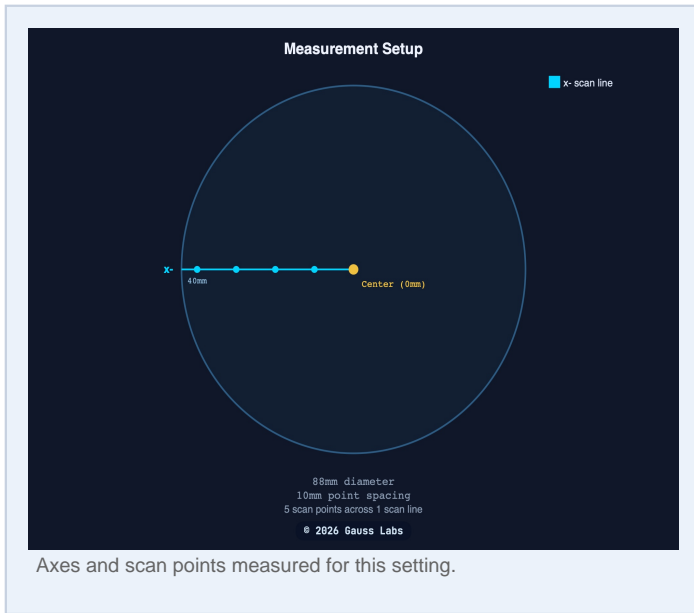 Measurement Setup
x- scan line
x-
40mm
Center (0mm)
88mm diameter
10mm point spacing
5 scan points across 1 scan line
© 2026 Gauss Labs
Axes and scan points measured for this setting.